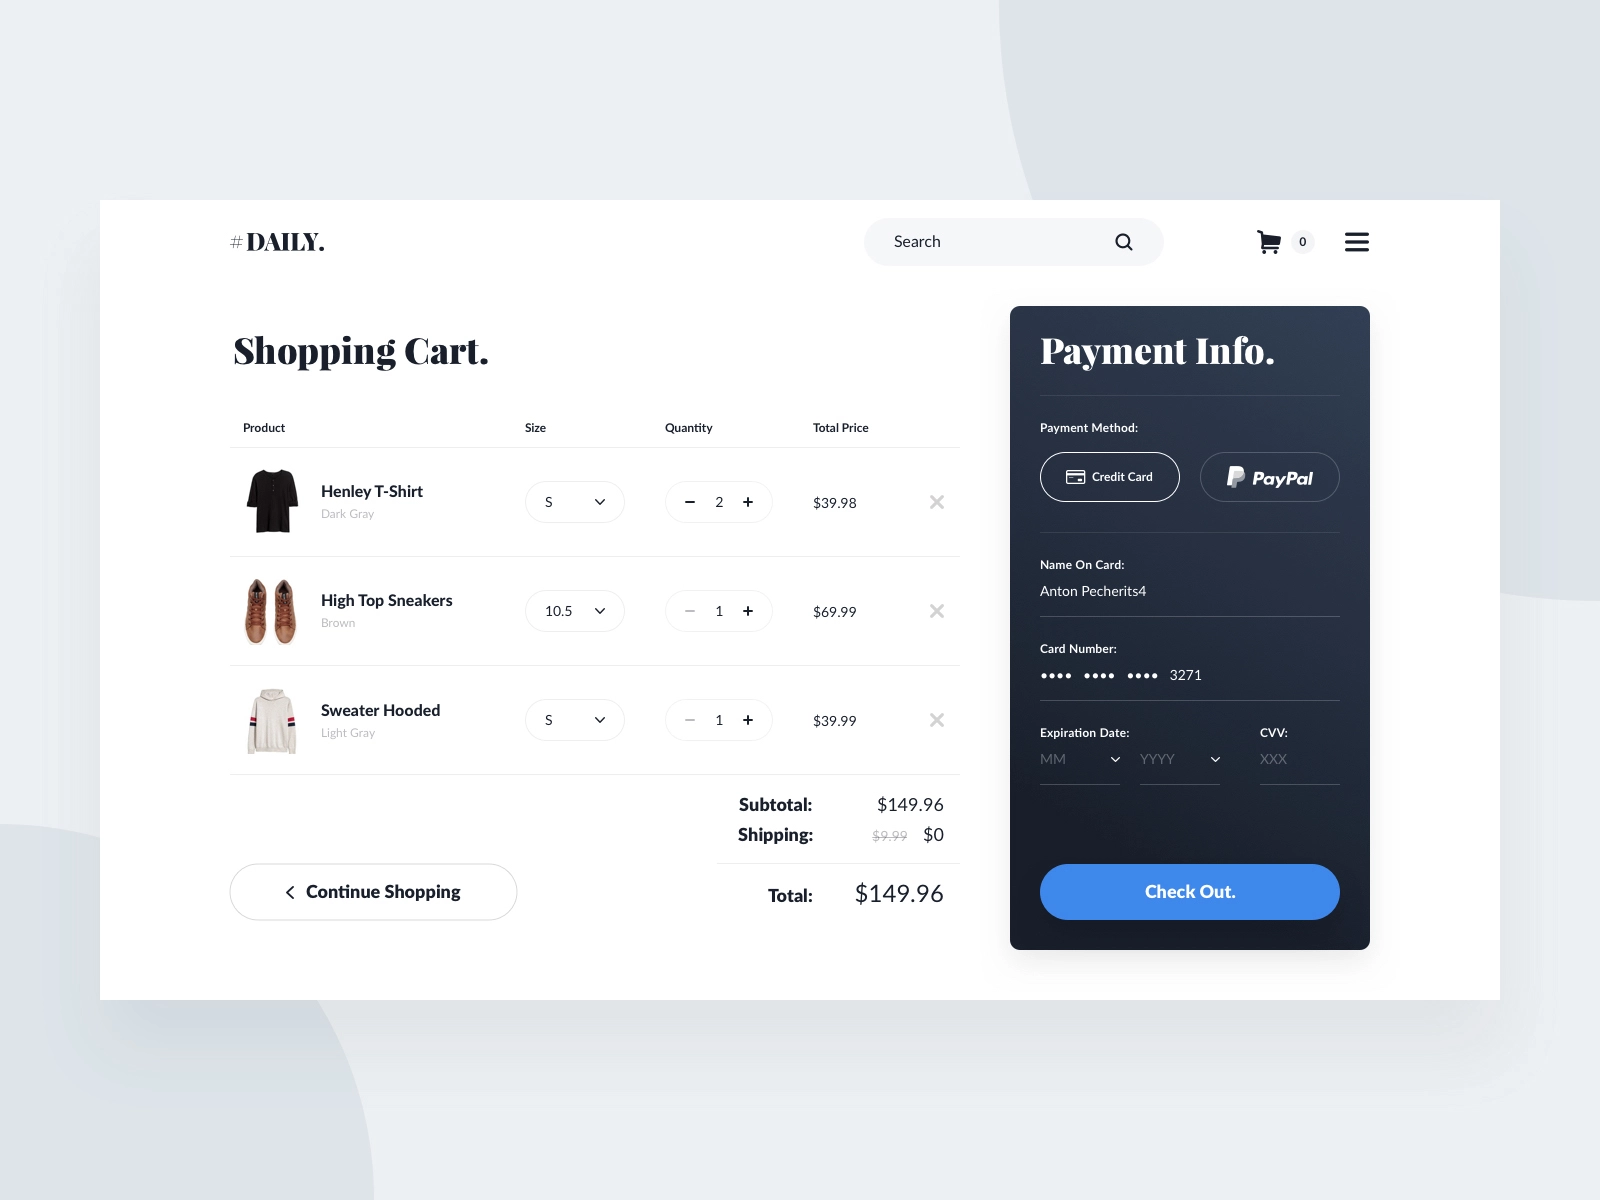 #DAILY.
Search
0
Shopping Cart.
Product Size Quantity Total Price
Henley T-Shirt
Dark Gray
S
2
$39.98
High Top Sneakers
Brown
10.5
1
$69.99
Sweater Hooded
Light Gray
S
1
$39.99
Subtotal: $149.96
Shipping: $9.99 $0
Total: $149.96
Continue Shopping
Payment Info.
Payment Method:
Credit Card
PayPal
Name On Card:
Anton Pecherits4
Card Number:
•••• •••• •••• 3271
Expiration Date: CVV:
MM YYYY XXX
Check Out.